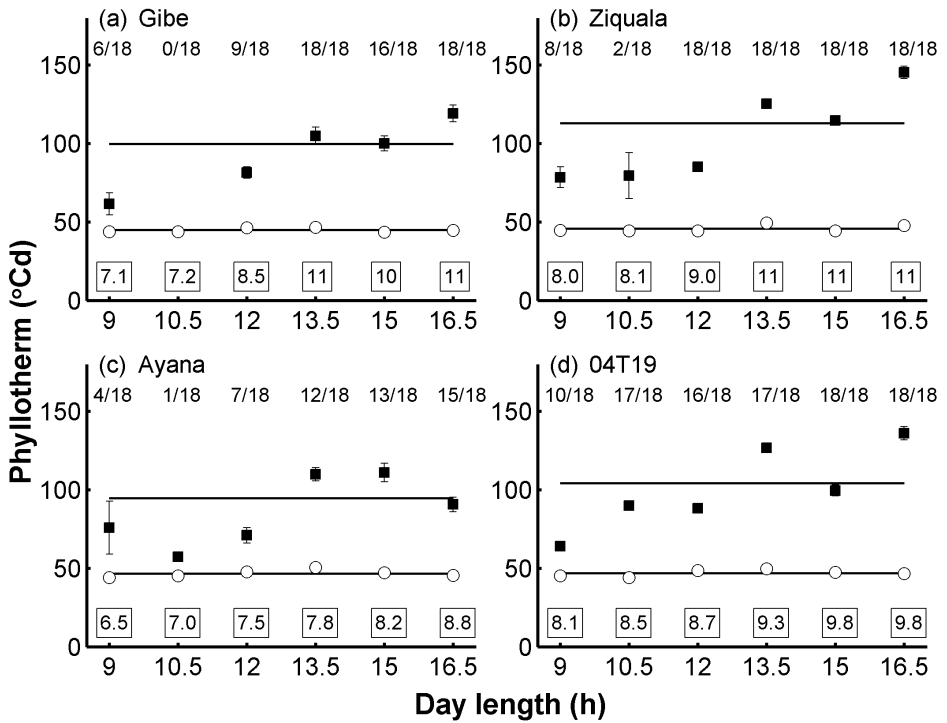 (a) Gibe
6/18 0/18 9/18 18/18 16/18 18/18
150
100
50
0
7.1 7.2 8.5 11 10 11
9 10.5 12 13.5 15 16.5
(b) Ziquala
8/18 2/18 18/18 18/18 18/18 18/18
150
100
50
0
8.0 8.1 9.0 11 11 11
9 10.5 12 13.5 15 16.5
(c) Ayana
4/18 1/18 7/18 12/18 13/18 15/18
150
100
50
0
6.5 7.0 7.5 7.8 8.2 8.8
9 10.5 12 13.5 15 16.5
(d) 04T19
10/18 17/18 16/18 17/18 18/18 18/18
150
100
50
0
8.1 8.5 8.7 9.3 9.8 9.8
9 10.5 12 13.5 15 16.5
Phyllotherm (°Cd)
Day length (h)